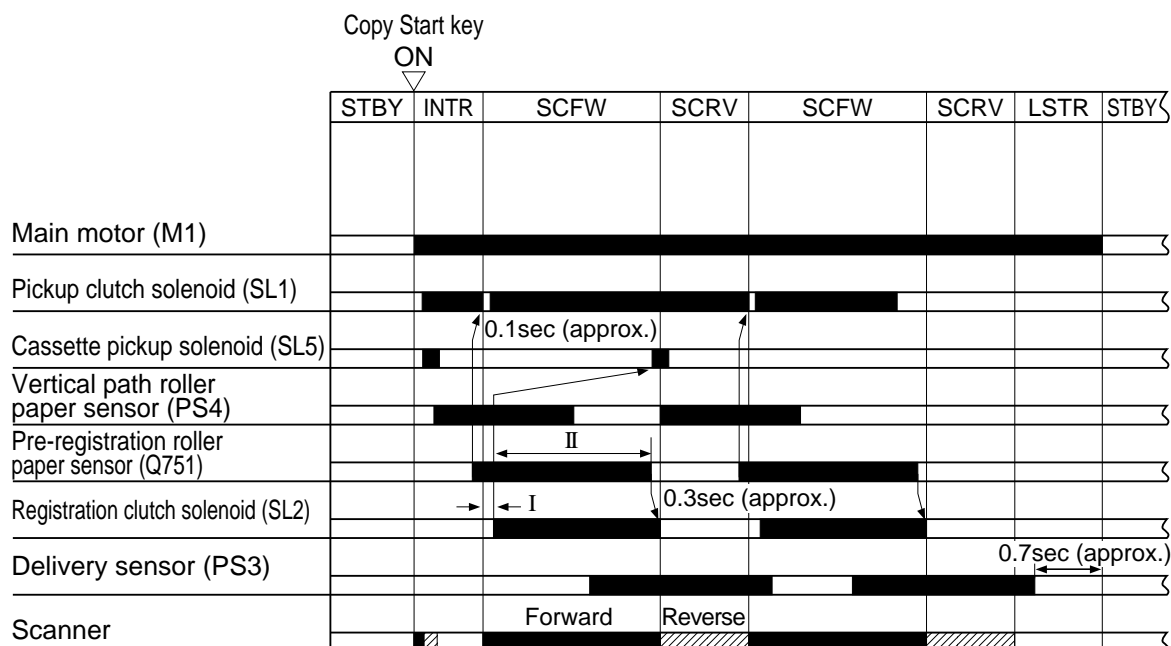 Copy Start key
ON
STBY INTR SCFW SCRV SCFW SCRV LSTR STBY
Main motor (M1)
Pickup clutch solenoid (SL1)
0.1sec (approx.)
Cassette pickup solenoid (SL5)
Vertical path roller
paper sensor (PS4)
Pre-registration roller
paper sensor (Q751)
Ⅱ
Registration clutch solenoid (SL2)
Ⅰ
0.3sec (approx.)
Delivery sensor (PS3)
0.7sec (approx.)
Scanner
Forward Reverse